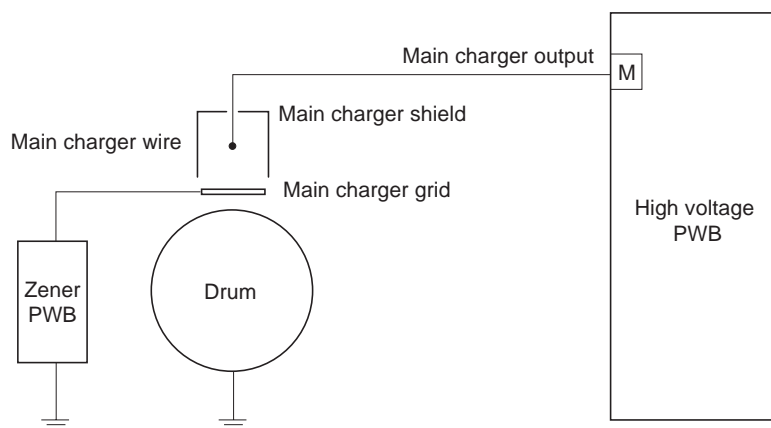 Main charger output
M
Main charger shield
Main charger wire
Main charger grid
High voltage
PWB
Zener
PWB
Drum